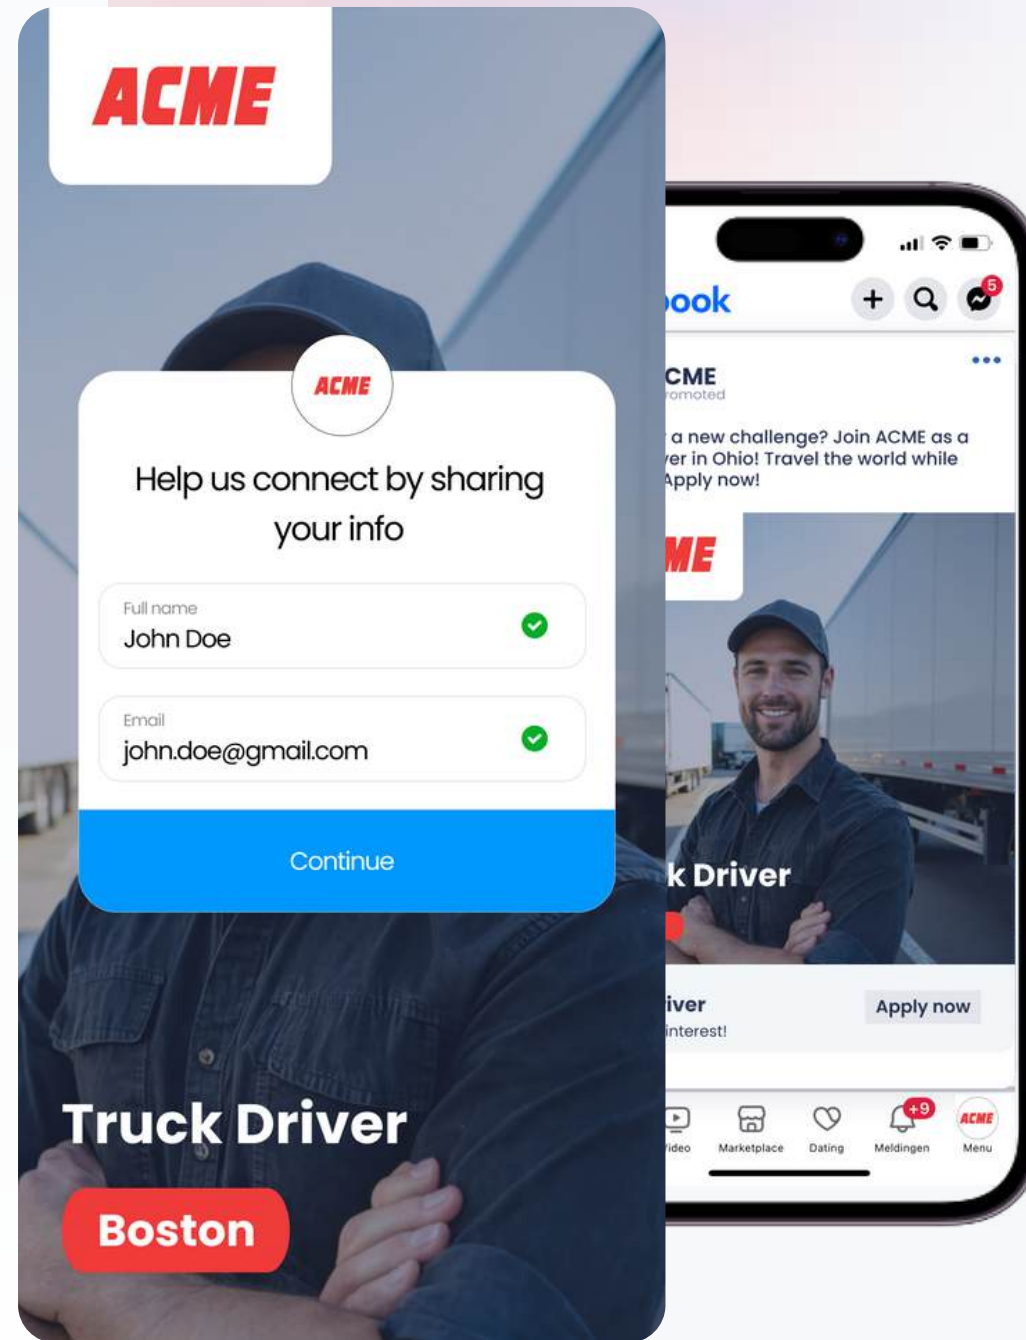 ACME
ACME
Help us connect by sharing
your info
Full name
John Doe
Email
john.doe@gmail.com
Continue
Truck Driver
Boston
ook
5
CME
romoted
a new challenge? Join ACME as a
er in Ohio! Travel the world while
Apply now!
ME
k Driver
iver
interest!
Apply now
ideo
Marketplace
Dating
+9
Meldingen
ACME
Menu